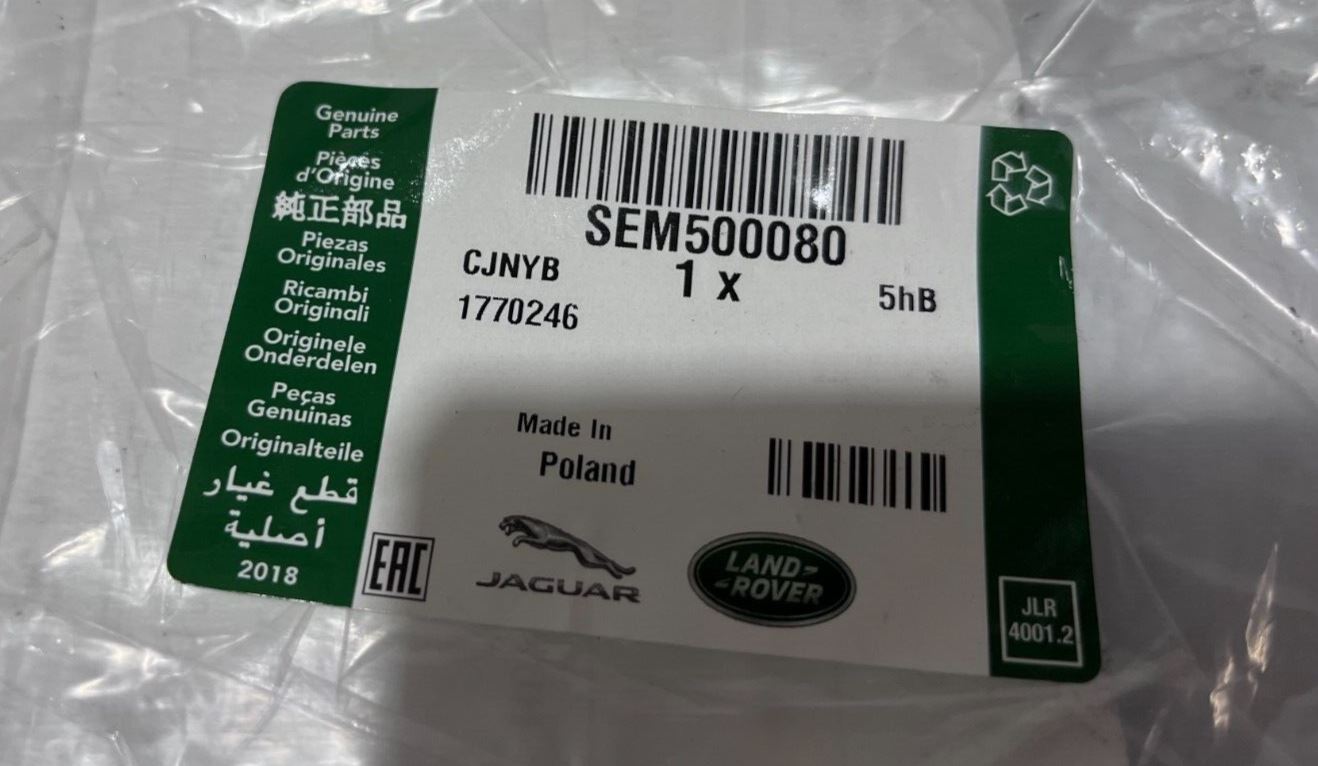 Genuine
Parts
Pièces
d'Origine
純正部品
Piezas
Originales
Ricambi
Originali
Originele
Onderdelen
Peças
Genuinas
Originalteile
قطع غيار
أصلية
2018
SEM500080
CJNYB
1 x
5hB
1770246
Made In
Poland
EAC
JAGUAR
LAND
ROVER
JLR
4001.2